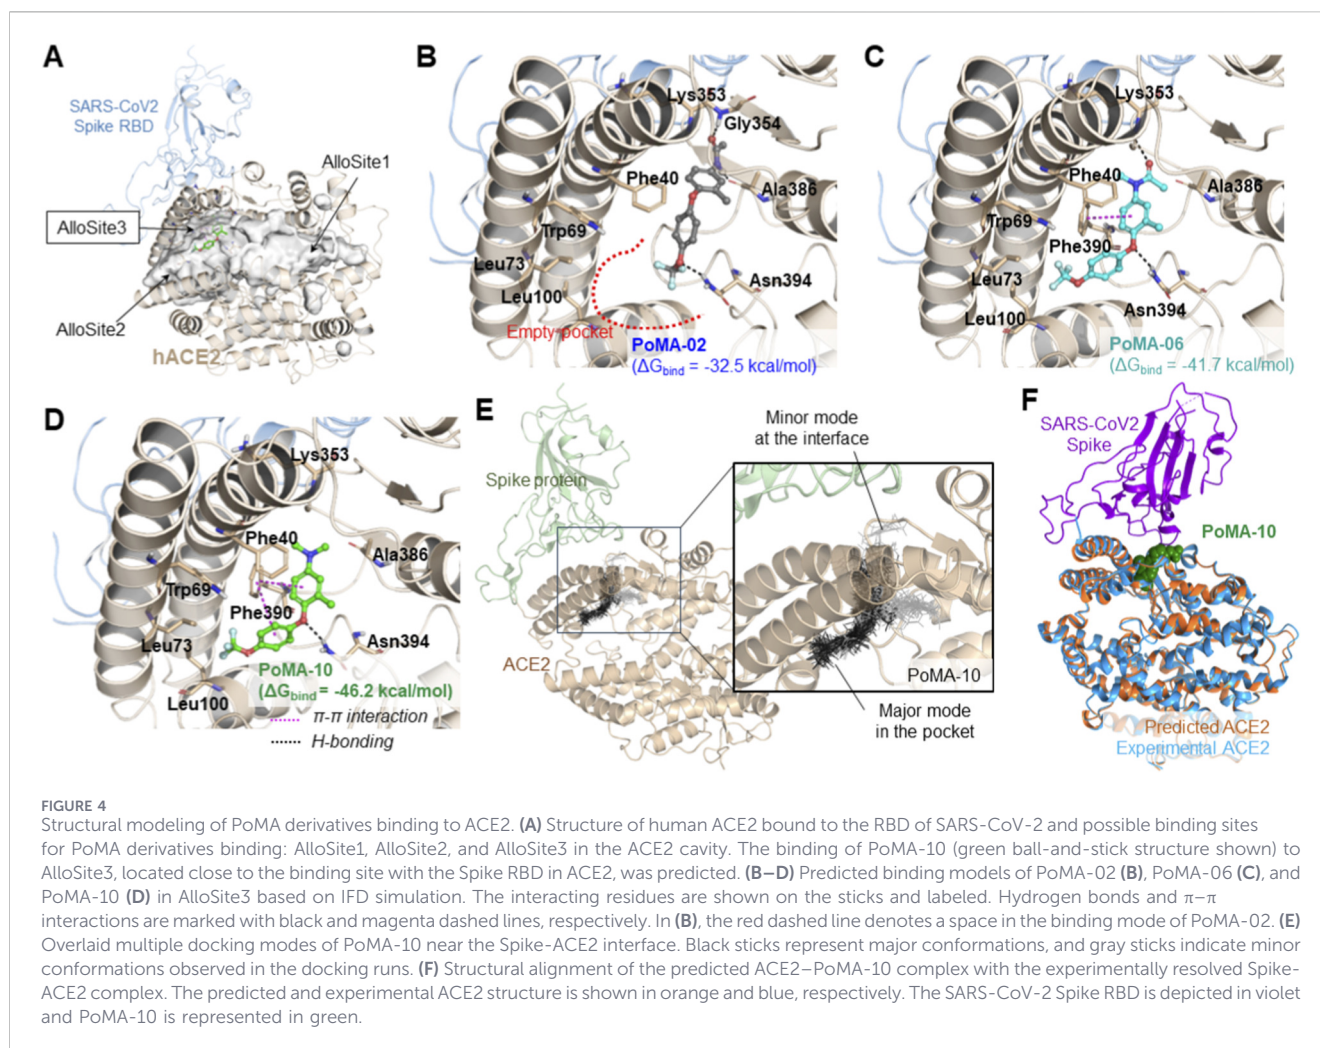 A
SARS-CoV2
Spike RBD
AlloSite1
AlloSite3
AlloSite2
hACE2
B
Lys353
Gly354
Phe40
Ala386
Trp69
Leu73
Leu100
Asn394
Empty pocket
PoMA-02
(ΔGbind = -32.5 kcal/mol)
C
Lys353
Phe40
Ala386
Trp69
Phe390
Leu73
Leu100
Asn394
PoMA-06
(ΔGbind = -41.7 kcal/mol)
D
Lys353
Phe40
Ala386
Trp69
Phe390
Asn394
Leu73
PoMA-10
(ΔGbind = -46.2 kcal/mol)
Leu100
π-π interaction
H-bonding
E
Minor mode
at the interface
Spike protein
ACE2
PoMA-10
Major mode
in the pocket
F
SARS-CoV2
Spike
PoMA-10
Predicted ACE2
Experimental ACE2
FIGURE 4
Structural modeling of PoMA derivatives binding to ACE2. (A) Structure of human ACE2 bound to the RBD of SARS-CoV-2 and possible binding sites
for PoMA derivatives binding: AlloSite1, AlloSite2, and AlloSite3 in the ACE2 cavity. The binding of PoMA-10 (green ball-and-stick structure shown) to
AlloSite3, located close to the binding site with the Spike RBD in ACE2, was predicted. (B–D) Predicted binding models of PoMA-02 (B), PoMA-06 (C), and
PoMA-10 (D) in AlloSite3 based on IFD simulation. The interacting residues are shown on the sticks and labeled. Hydrogen bonds and π–π
interactions are marked with black and magenta dashed lines, respectively. In (B), the red dashed line denotes a space in the binding mode of PoMA-02. (E)
Overlaid multiple docking modes of PoMA-10 near the Spike-ACE2 interface. Black sticks represent major conformations, and gray sticks indicate minor
conformations observed in the docking runs. (F) Structural alignment of the predicted ACE2–PoMA-10 complex with the experimentally resolved Spike-
ACE2 complex. The predicted and experimental ACE2 structure is shown in orange and blue, respectively. The SARS-CoV-2 Spike RBD is depicted in violet
and PoMA-10 is represented in green.